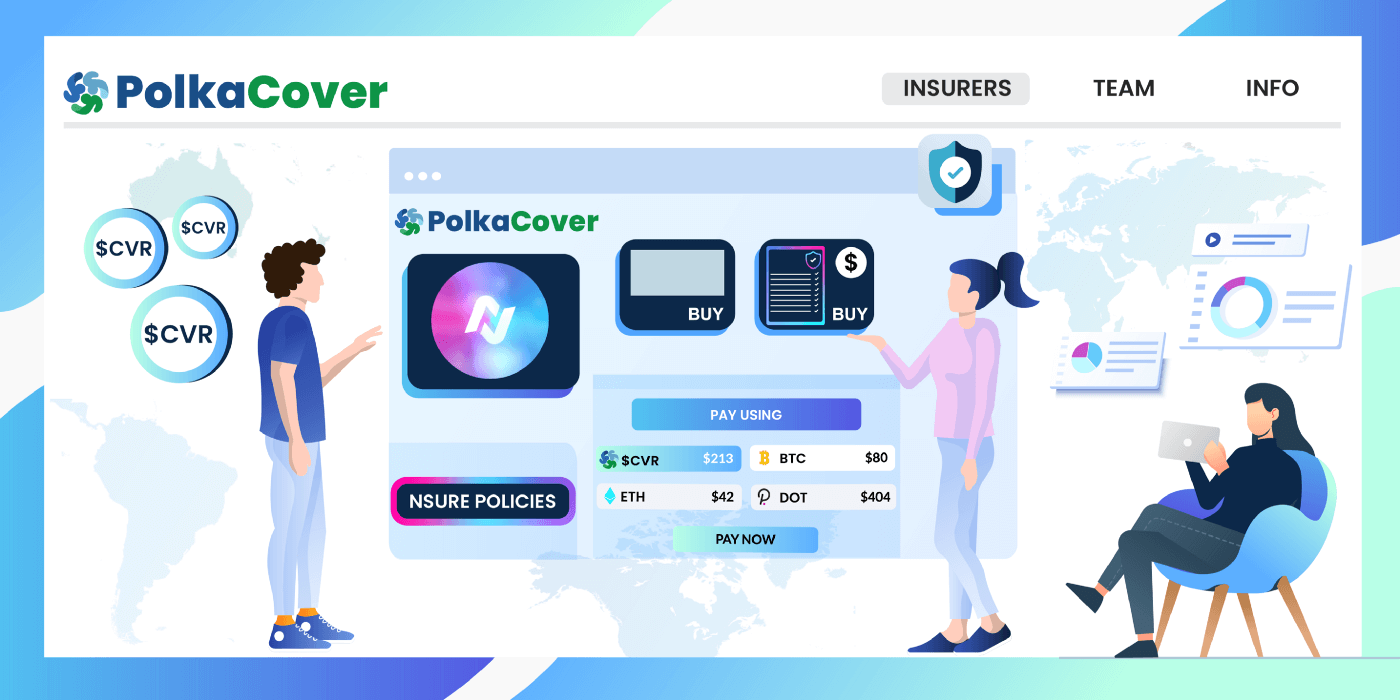 PolkaCover
INSURERS TEAM INFO
$CVR
$CVR
$CVR
PolkaCover
BUY
$
BUY
NSURE POLICIES
PAY USING
$CVR $213
BTC $80
ETH $42
DOT $404
PAY NOW